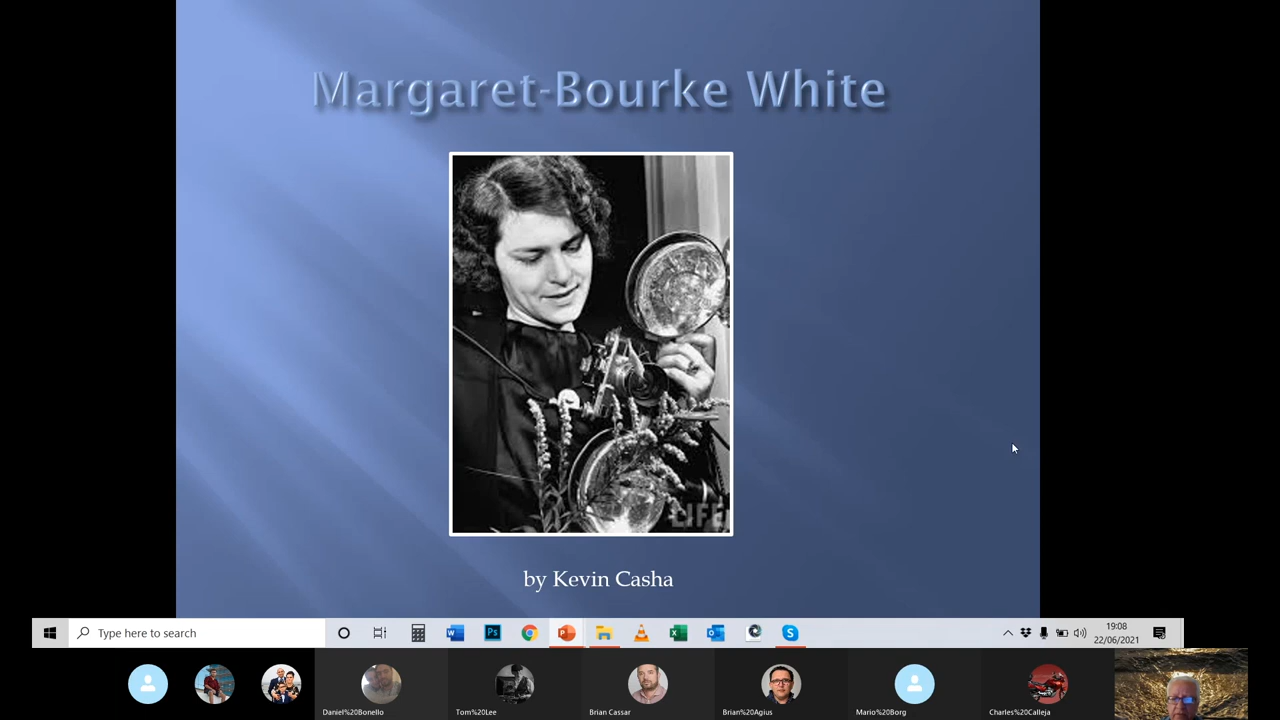 Margaret-Bourke White
LIFE
by Kevin Casha
Type here to search
19:08
22/06/2021
Daniel%20Bonello
Tom%20Lee
Brian Cassar
Brian%20Agius
Mario%20Borg
Charles%20Calleja